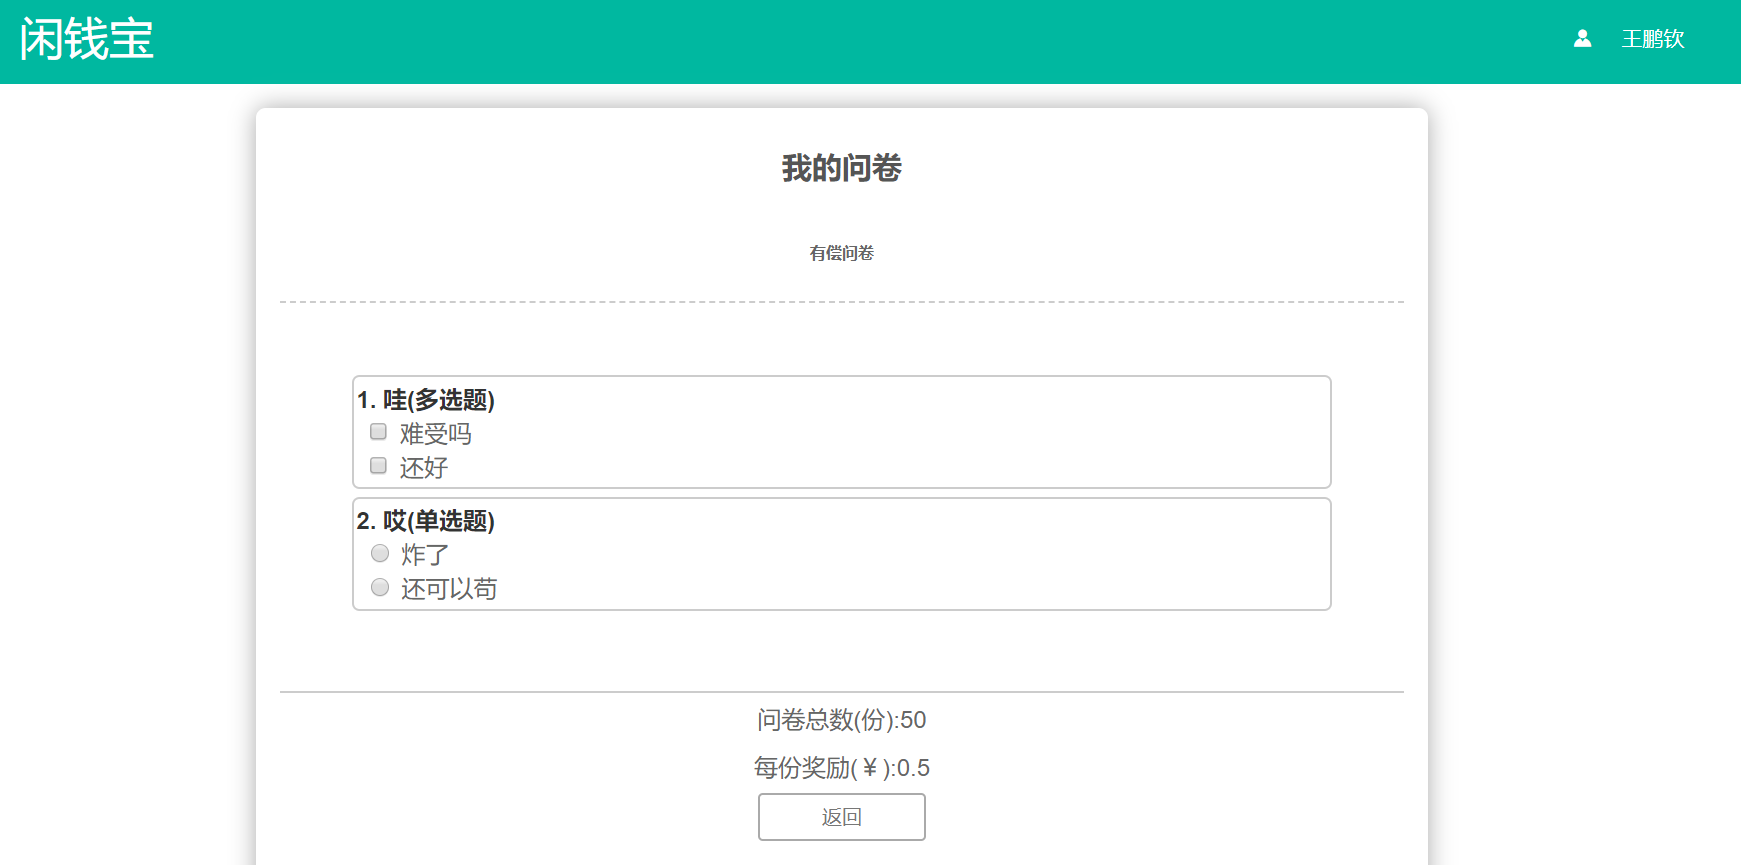 闲钱宝
王鹏钦
我的问卷
有偿问卷
1. 哇(多选题)
难受吗
还好
2. 哎(单选题)
炸了
还可以苟
问卷总数(份):50
每份奖励(￥):0.5
返回